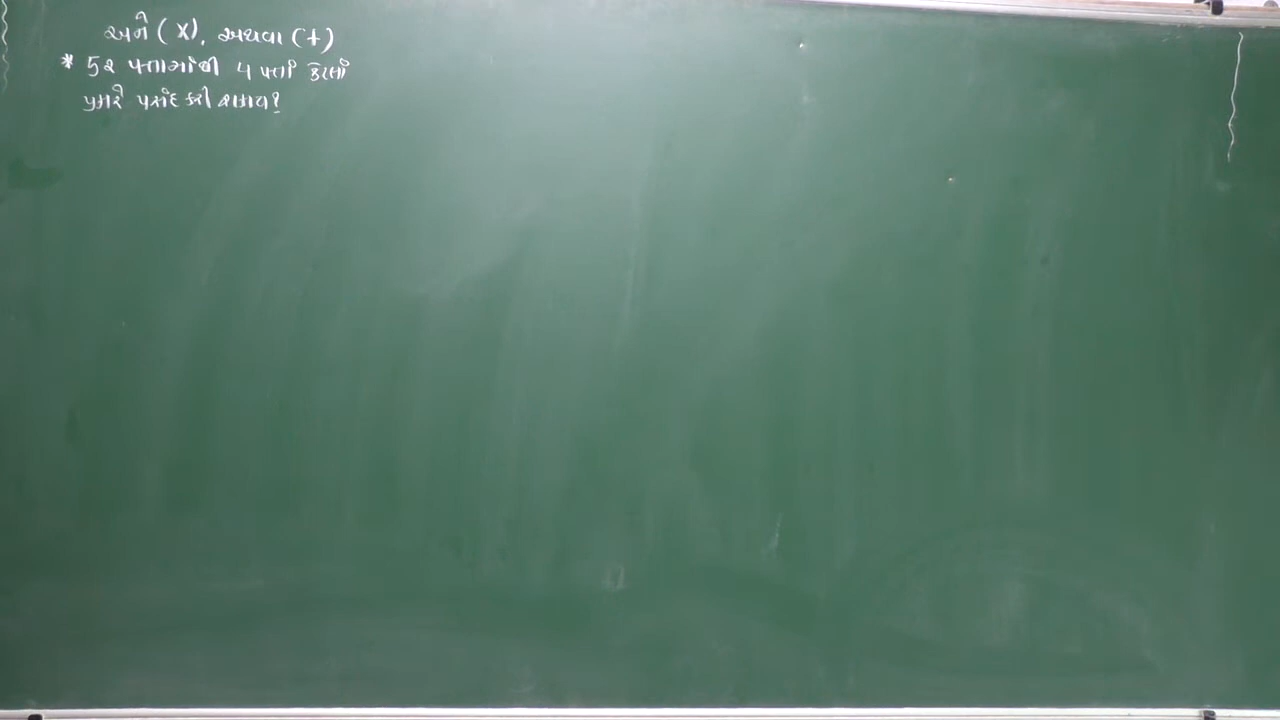 અને (X), અથવા (+)
* 52 પત્તામાંથી 4 પત્તાં કેટલાં
પ્રકારે પસંદ કરી શકાય?